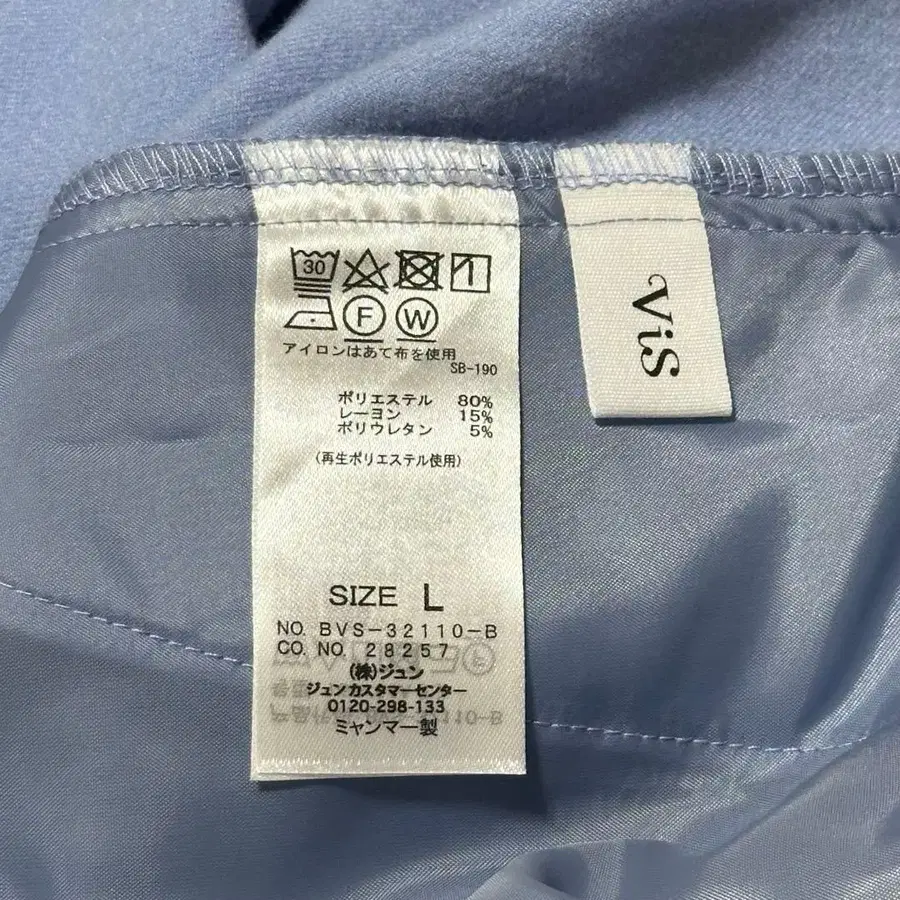 30
F W
アイロンはあて布を使用
SB-190
ポリエステル 80%
レーヨン 15%
ポリウレタン 5%
(再生ポリエステル使用)
SIZE L
NO. BVS-32110-B
CO. NO. 28257
(株)ジュン
ジュンカスタマーセンター
0120-298-133
ミャンマー製
ViS